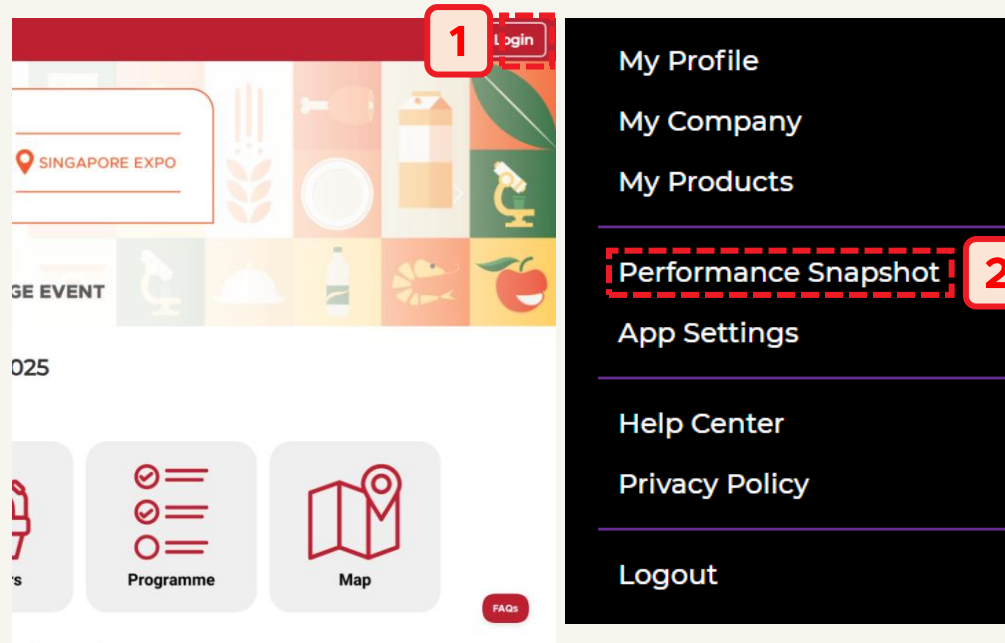 1
Login
SINGAPORE EXPO
GE EVENT
025
s
Programme
Map
FAQs
My Profile
My Company
My Products
Performance Snapshot
2
App Settings
Help Center
Privacy Policy
Logout